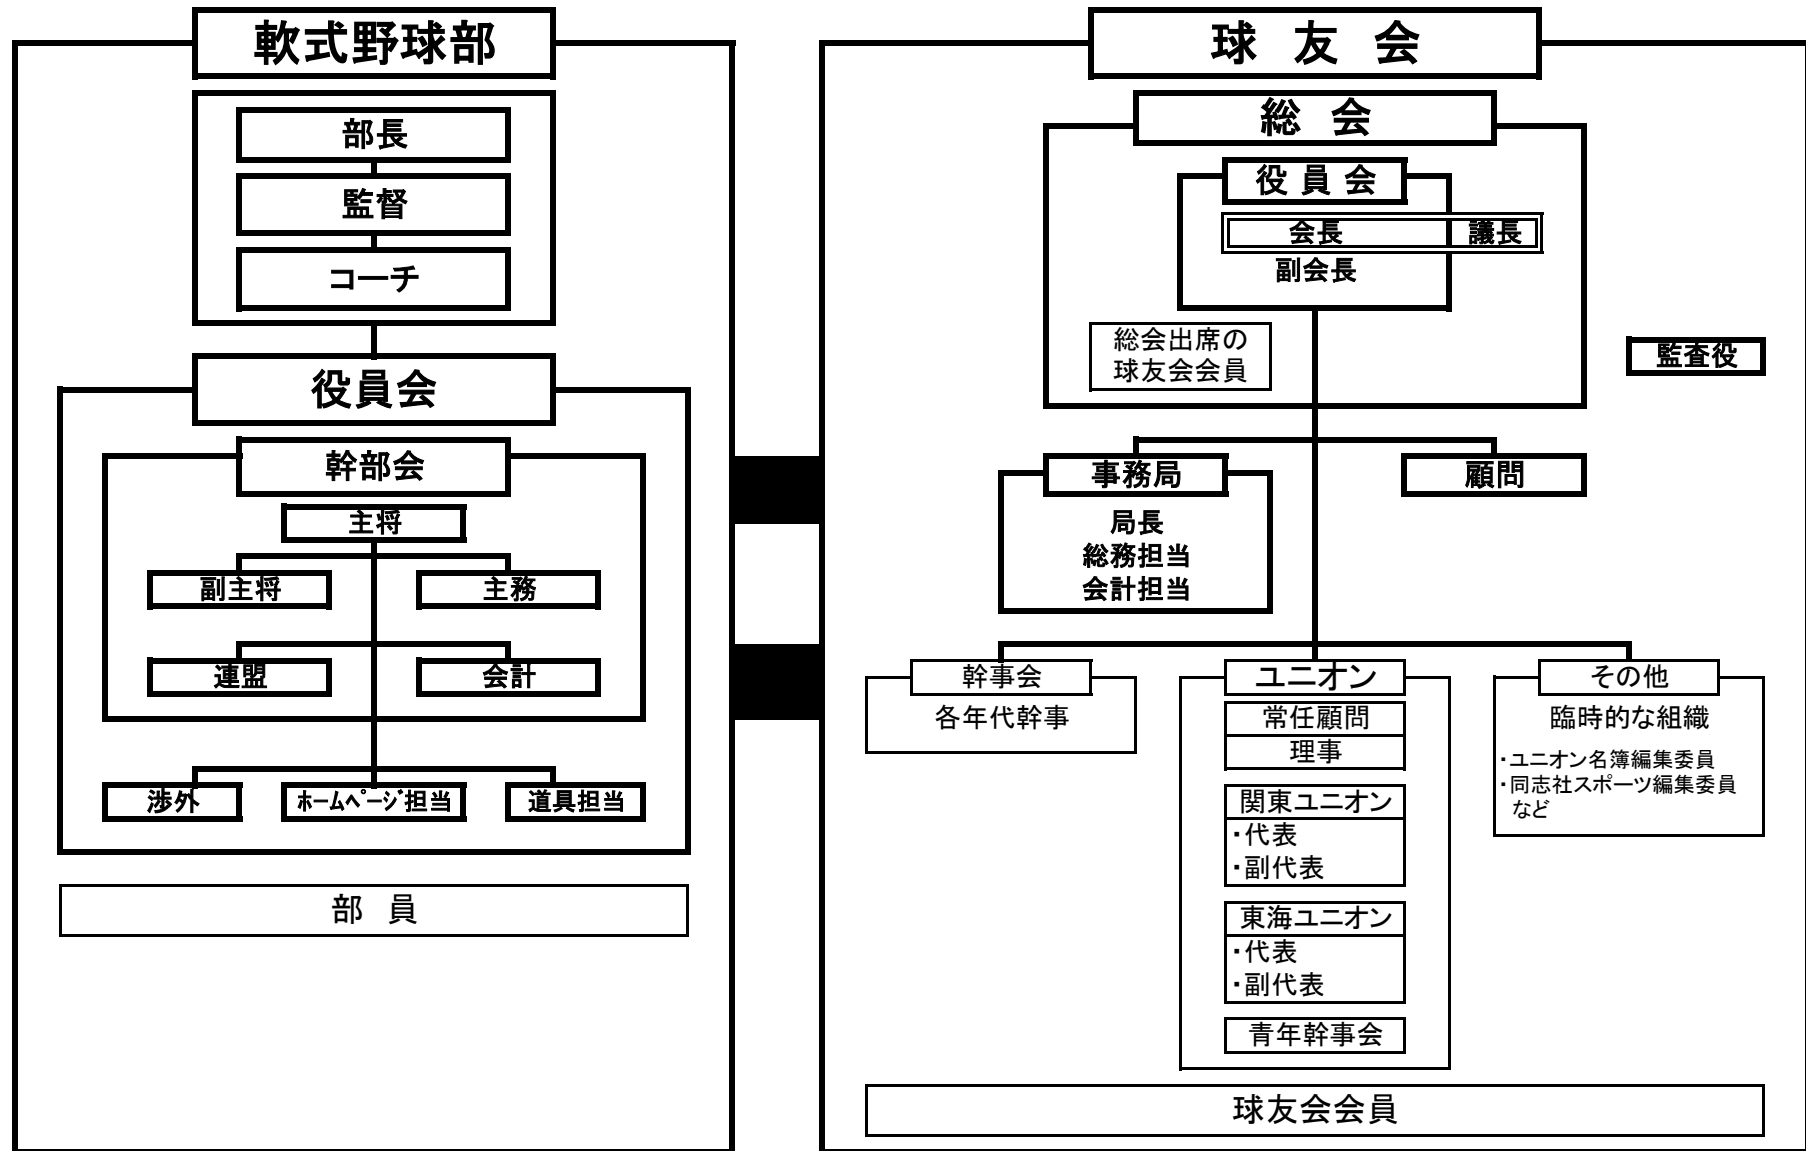 軟式野球部
部長
監督
コーチ
役員会
幹部会
主将
副主将
主務
連盟
会計
渉外
ﾎｰﾑﾍﾟｰｼﾞ担当
道具担当
部　員
球　友　会
総　会
役 員 会
会長
議長
副会長
総会出席の
球友会会員
監査役
事務局
局長
総務担当
会計担当
顧問
幹事会
各年代幹事
ユニオン
常任顧問
理事
関東ユニオン
・代表
・副代表
東海ユニオン
・代表
・副代表
青年幹事会
その他
臨時的な組織
・ユニオン名簿編集委員
・同志社スポーツ編集委員
など
球友会会員